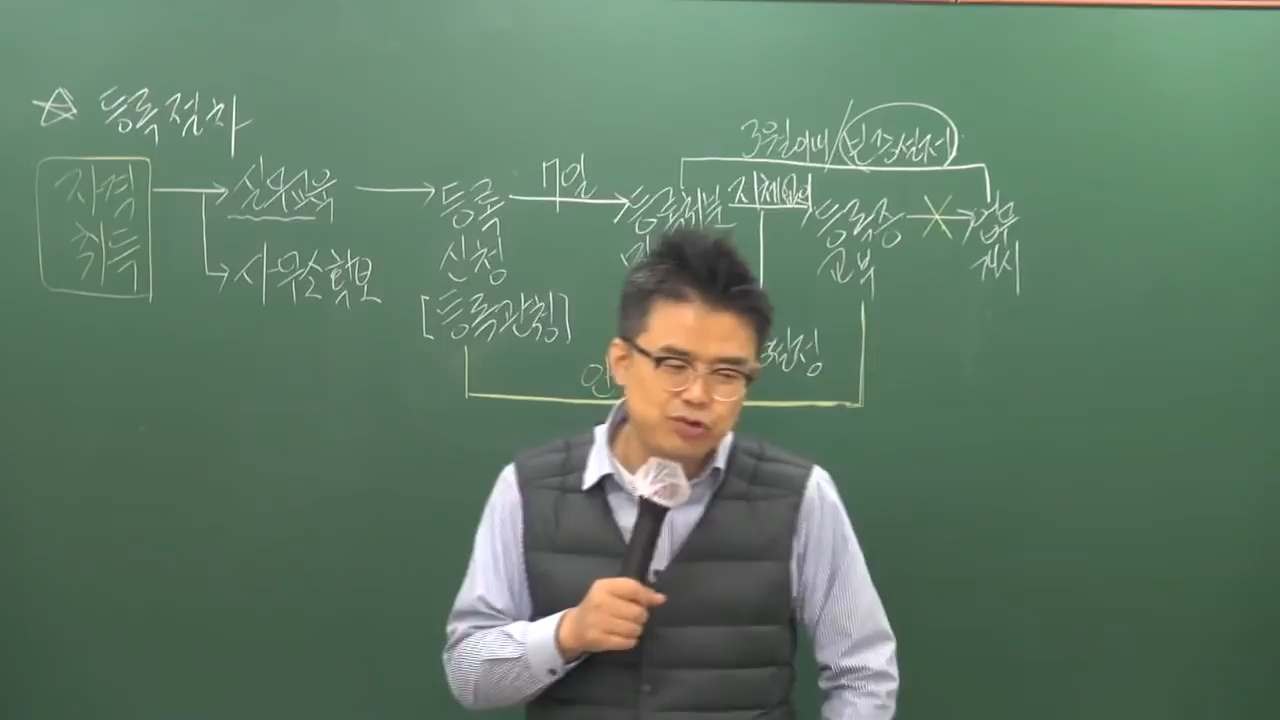 ☆ 등록절차
자격
취득
실무교육
사무소 확보
등록
신청
[등록관청]
7일
등록처분
3월이내/보증설정
지체없이
등록증
교부
업무
개시